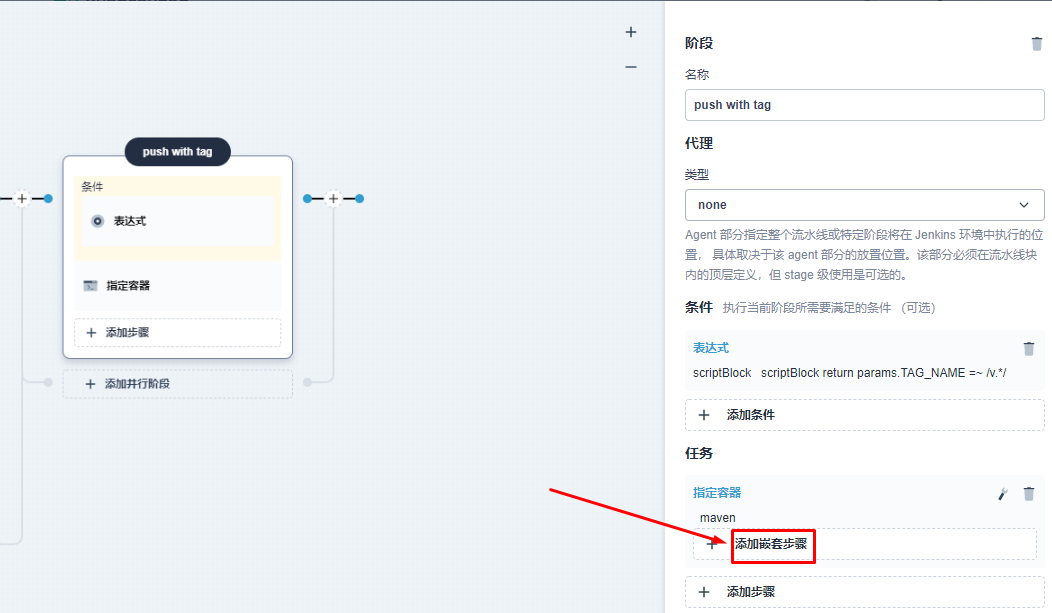 push with tag
条件
表达式
指定容器
添加步骤
添加并行阶段
阶段
名称
push with tag
代理
类型
none
Agent 部分指定整个流水线或特定阶段将在 Jenkins 环境中执行的位
置， 具体取决于该 agent 部分的放置位置。该部分必须在流水线块
内的顶层定义，但 stage 级使用是可选的。
条件 执行当前阶段所需要满足的条件 （可选）
表达式
scriptBlock scriptBlock return params.TAG_NAME =~ /v.*/
添加条件
任务
指定容器
maven
添加嵌套步骤
添加步骤